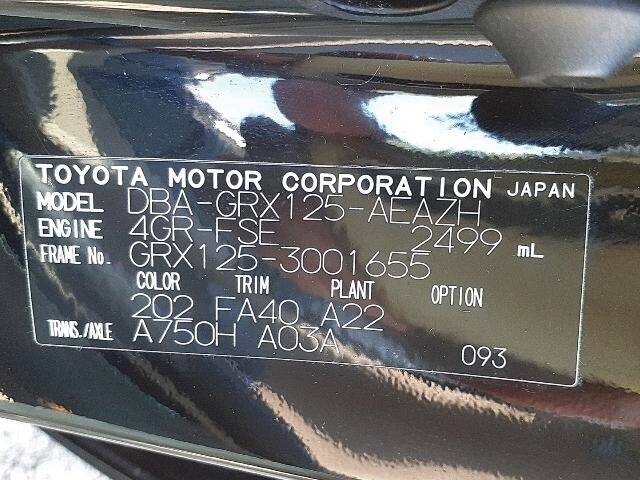 TOYOTA MOTOR CORPORATION JAPAN
MODEL DBA-GRX125-AEAZH
ENGINE 4GR-FSE 2499 mL
FRAME No. GRX125-3001655
COLOR TRIM PLANT OPTION
202 FA40 A22
TRANS./AXLE A750H A03A 093